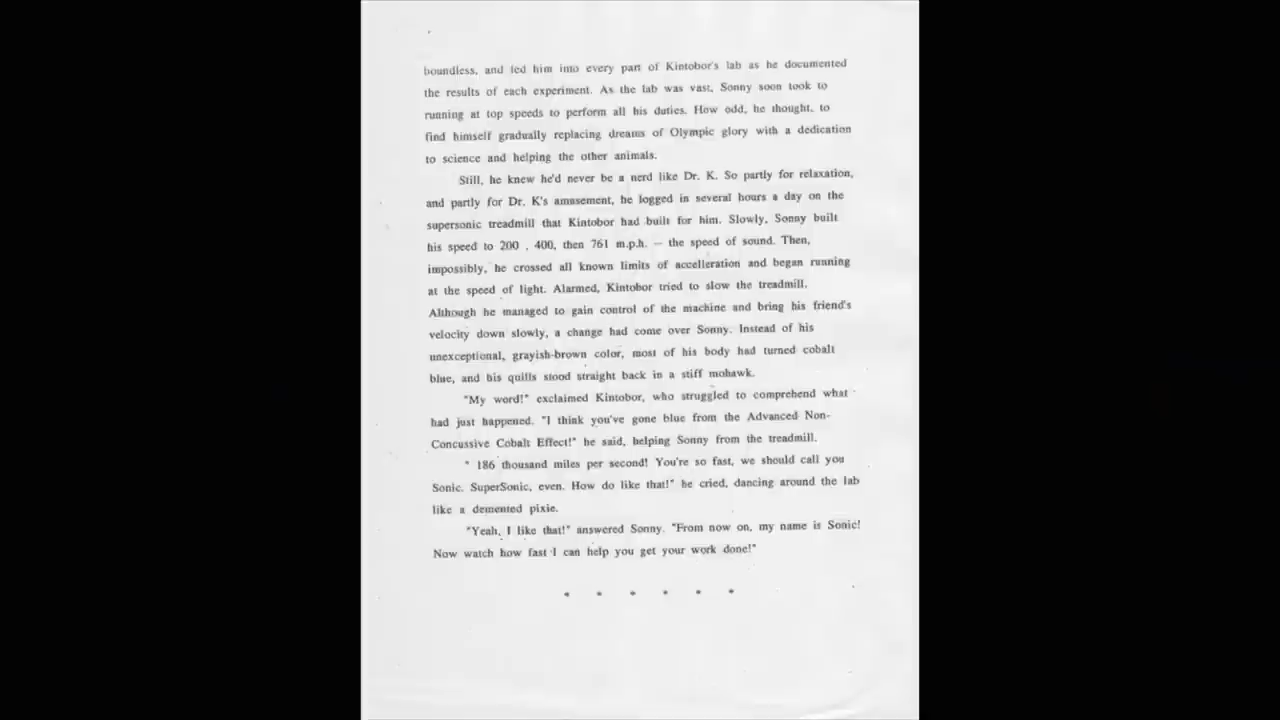 boundless, and led him into every part of Kintobor's lab as he documented
the results of each experiment. As the lab was vast, Sonny soon took to
running at top speeds to perform all his duties. How odd, he thought, to
find himself gradually replacing dreams of Olympic glory with a dedication
to science and helping the other animals.
Still, he knew he'd never be a nerd like Dr. K. So partly for relaxation,
and partly for Dr. K's amusement, he logged in several hours a day on the
supersonic treadmill that Kintobor had built for him. Slowly, Sonny built
his speed to 200 , 400, then 761 m.p.h. — the speed of sound. Then,
impossibly, he crossed all known limits of accelleration and began running
at the speed of light. Alarmed, Kintobor tried to slow the treadmill.
Although he managed to gain control of the machine and bring his friend's
velocity down slowly, a change had come over Sonny. Instead of his
unexceptional, grayish-brown color, most of his body had turned cobalt
blue, and his quills stood straight back in a stiff mohawk.
"My word!" exclaimed Kintobor, who struggled to comprehend what
had just happened. "I think you've gone blue from the Advanced Non-
Concussive Cobalt Effect!" he said, helping Sonny from the treadmill.
" 186 thousand miles per second! You're so fast, we should call you
Sonic. SuperSonic, even. How do like that!" he cried, dancing around the lab
like a demented pixie.
"Yeah, I like that!" answered Sonny. "From now on, my name is Sonic!
Now watch how fast I can help you get your work done!"
* * * * * *